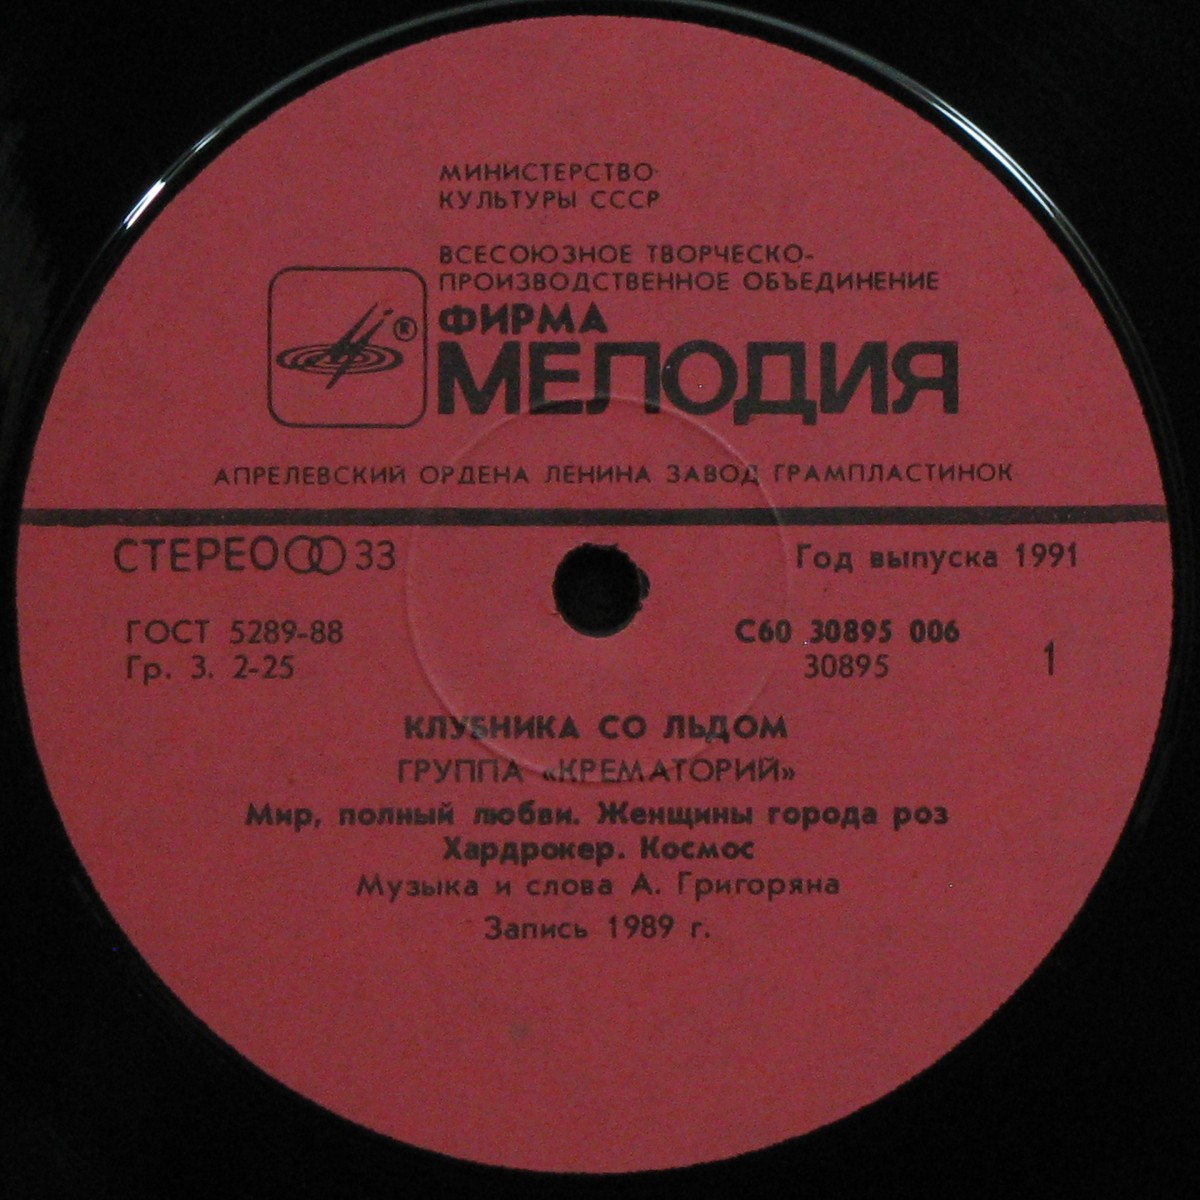 МИНИСТЕРСТВО
КУЛЬТУРЫ СССР
ВСЕСОЮЗНОЕ ТВОРЧЕСКО-
ПРОИЗВОДСТВЕННОЕ ОБЪЕДИНЕНИЕ
®
ФИРМА
МЕЛОДИЯ
АПРЕЛЕВСКИЙ ОРДЕНА ЛЕНИНА ЗАВОД ГРАМПЛАСТИНОК
СТЕРЕО 33 Год выпуска 1991
ГОСТ 5289-88 С60 30895 006
Гр. 3. 2-25 30895 1
КЛУБНИКА СО ЛЬДОМ
ГРУППА «КРЕМАТОРИЙ»
Мир, полный любви. Женщины города роз
Хардрокер. Космос
Музыка и слова А. Григоряна
Запись 1989 г.